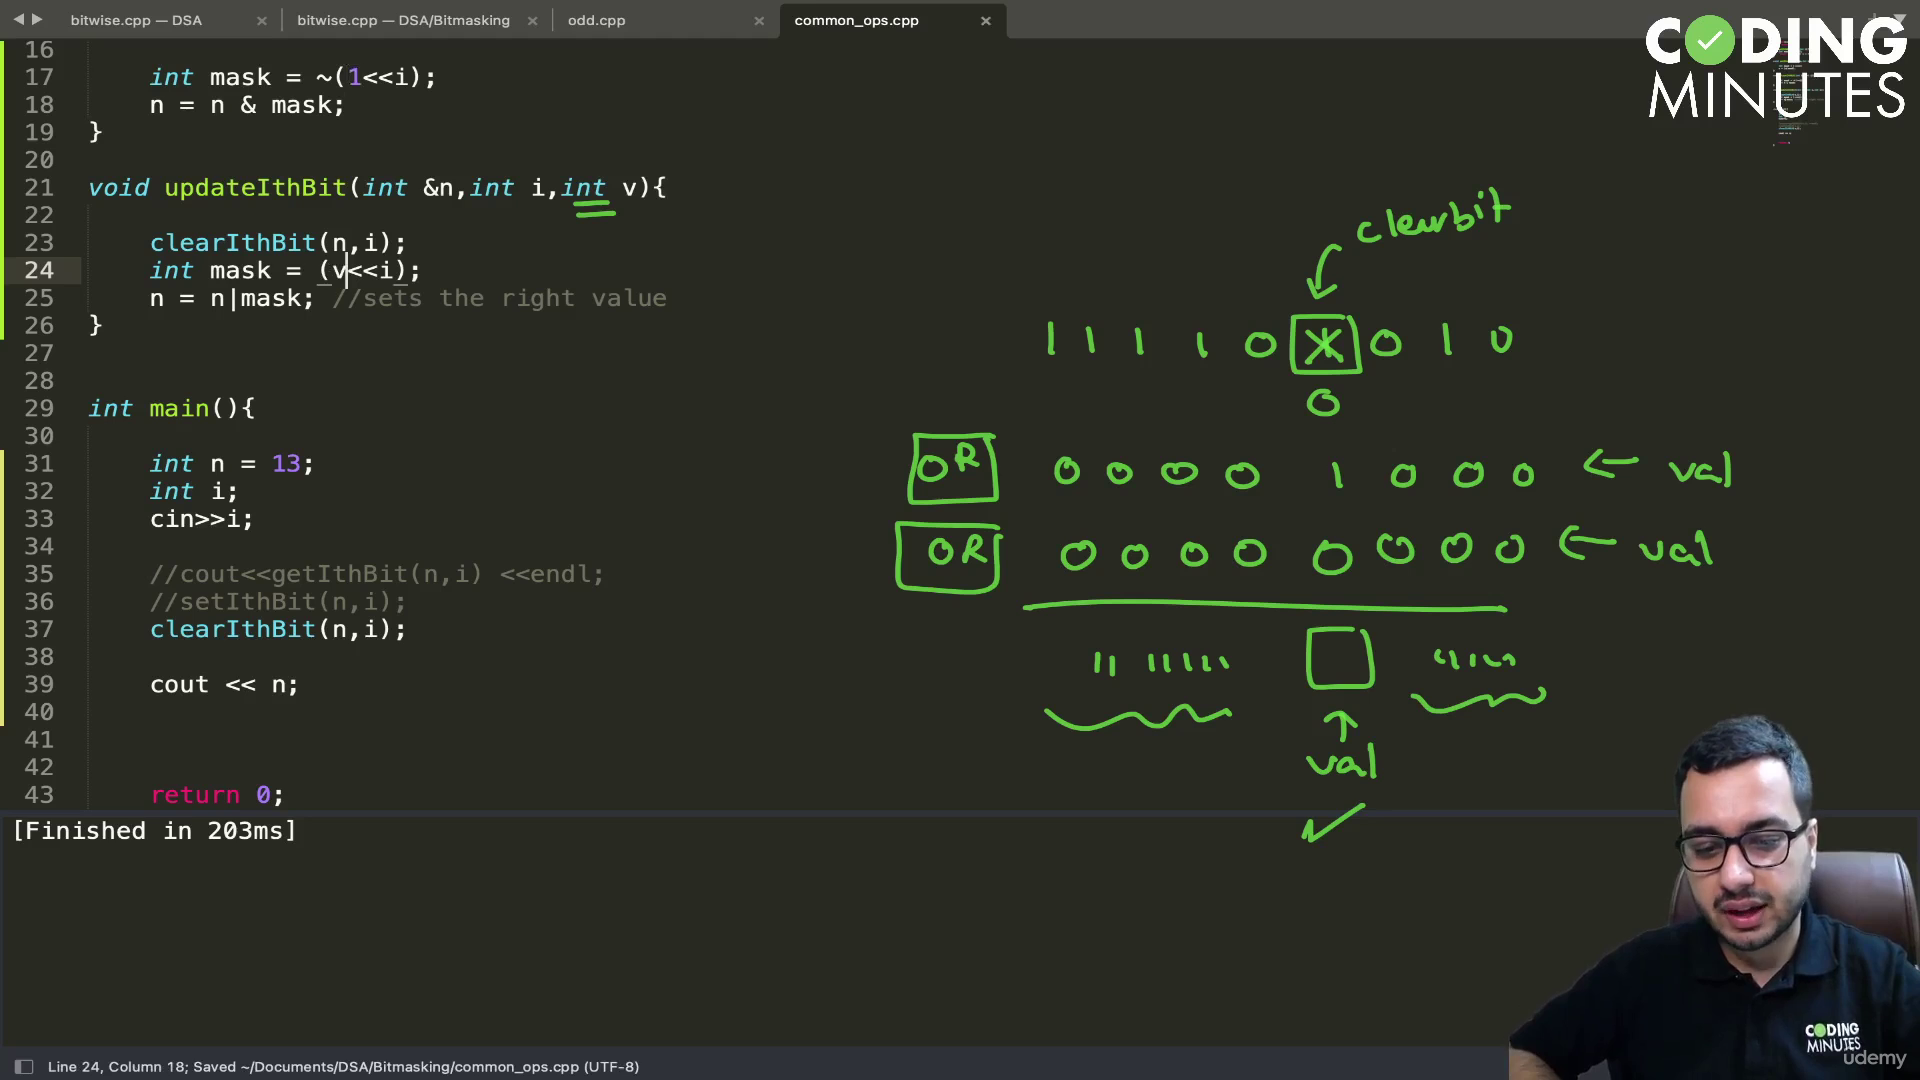 bitwise.cpp — DSA
bitwise.cpp — DSA/Bitmasking
odd.cpp
common_ops.cpp
CODING
MINUTES
16
17 int mask = ~(1<<i);
18 n = n & mask;
19 }
20
21 void updateIthBit(int &n,int i,int v){
22
23 clearIthBit(n,i);
24 int mask = (v<<i);
25 n = n|mask; //sets the right value
26 }
27
28
29 int main(){
30
31 int n = 13;
32 int i;
33 cin>>i;
34
35 //cout<<getIthBit(n,i) <<endl;
36 //setIthBit(n,i);
37 clearIthBit(n,i);
38
39 cout << n;
40
41
42
43 return 0;
clearbit
1 1 1 1 0 X 0 1 0
0
OR 0 0 0 0 1 0 0 0 ← val
OR 0 0 0 0 0 0 0 0 ← val
↑
val
✓
[Finished in 203ms]
CODING
MINUTES
udemy
Line 24, Column 18; Saved ~/Documents/DSA/Bitmasking/common_ops.cpp (UTF-8)